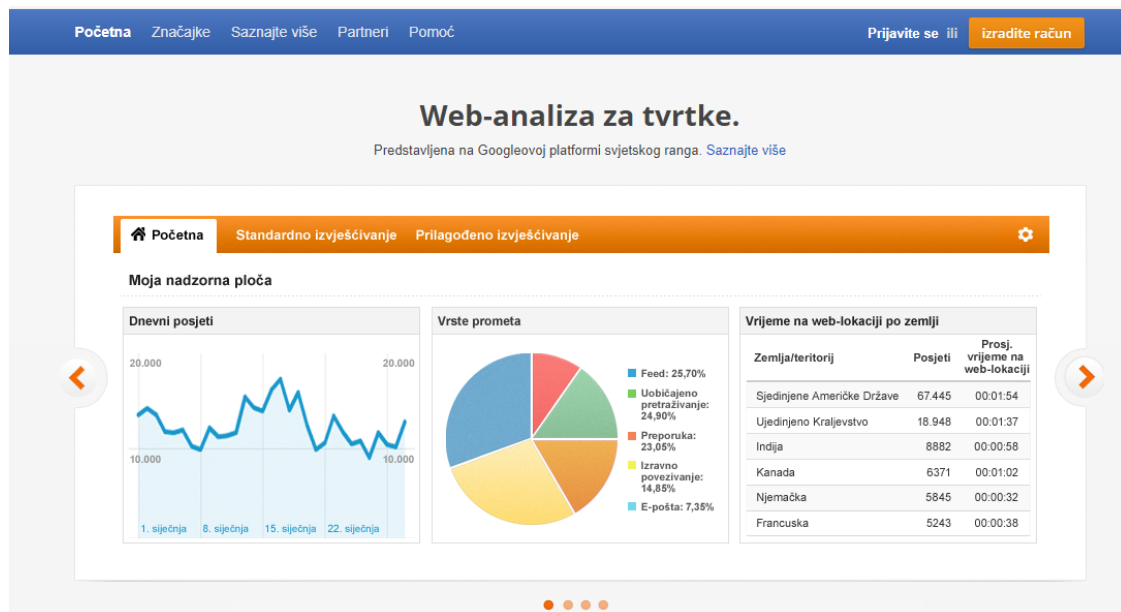 Početna Značajke Saznajte više Partneri Pomoć Prijavite se ili izradite račun
Web-analiza za tvrtke.
Predstavljena na Googleovoj platformi svjetskog ranga. Saznajte više
Početna Standardno izvješćivanje Prilagođeno izvješćivanje
Moja nadzorna ploča
Dnevni posjeti
20.000 20.000
10.000 10.000
1. siječnja 8. siječnja 15. siječnja 22. siječnja
Vrste prometa
Feed: 25,70%
Uobičajeno
pretraživanje:
24,90%
Preporuka:
23,05%
Izravno
povezivanje:
14,85%
E-pošta: 7,35%
Vrijeme na web-lokaciji po zemlji
Zemlja/teritorij Posjeti Prosj.
vrijeme na
web-lokaciji
Sjedinjene Američke Države 67.445 00:01:54
Ujedinjeno Kraljevstvo 18.948 00:01:37
Indija 8882 00:00:58
Kanada 6371 00:01:02
Njemačka 5845 00:00:32
Francuska 5243 00:00:38